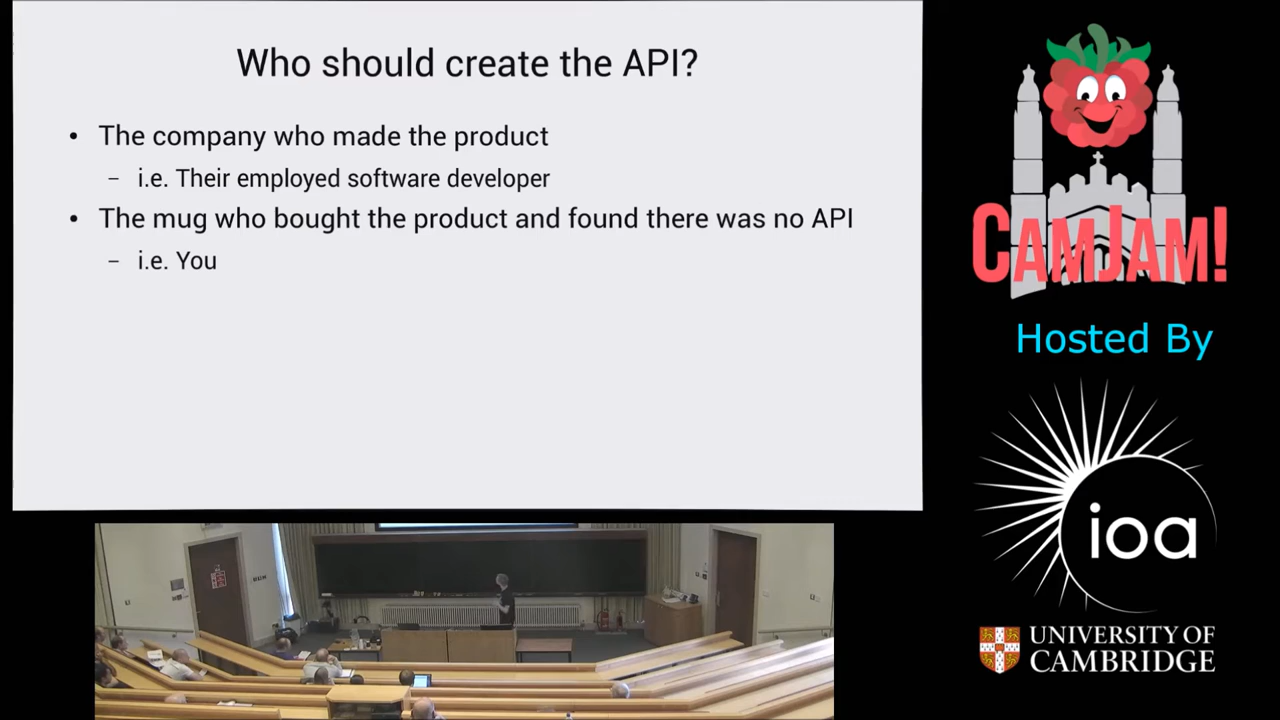 Who should create the API?
• The company who made the product
– i.e. Their employed software developer
• The mug who bought the product and found there was no API
– i.e. You
CAMJAM!
Hosted By
ioa
UNIVERSITY OF
CAMBRIDGE